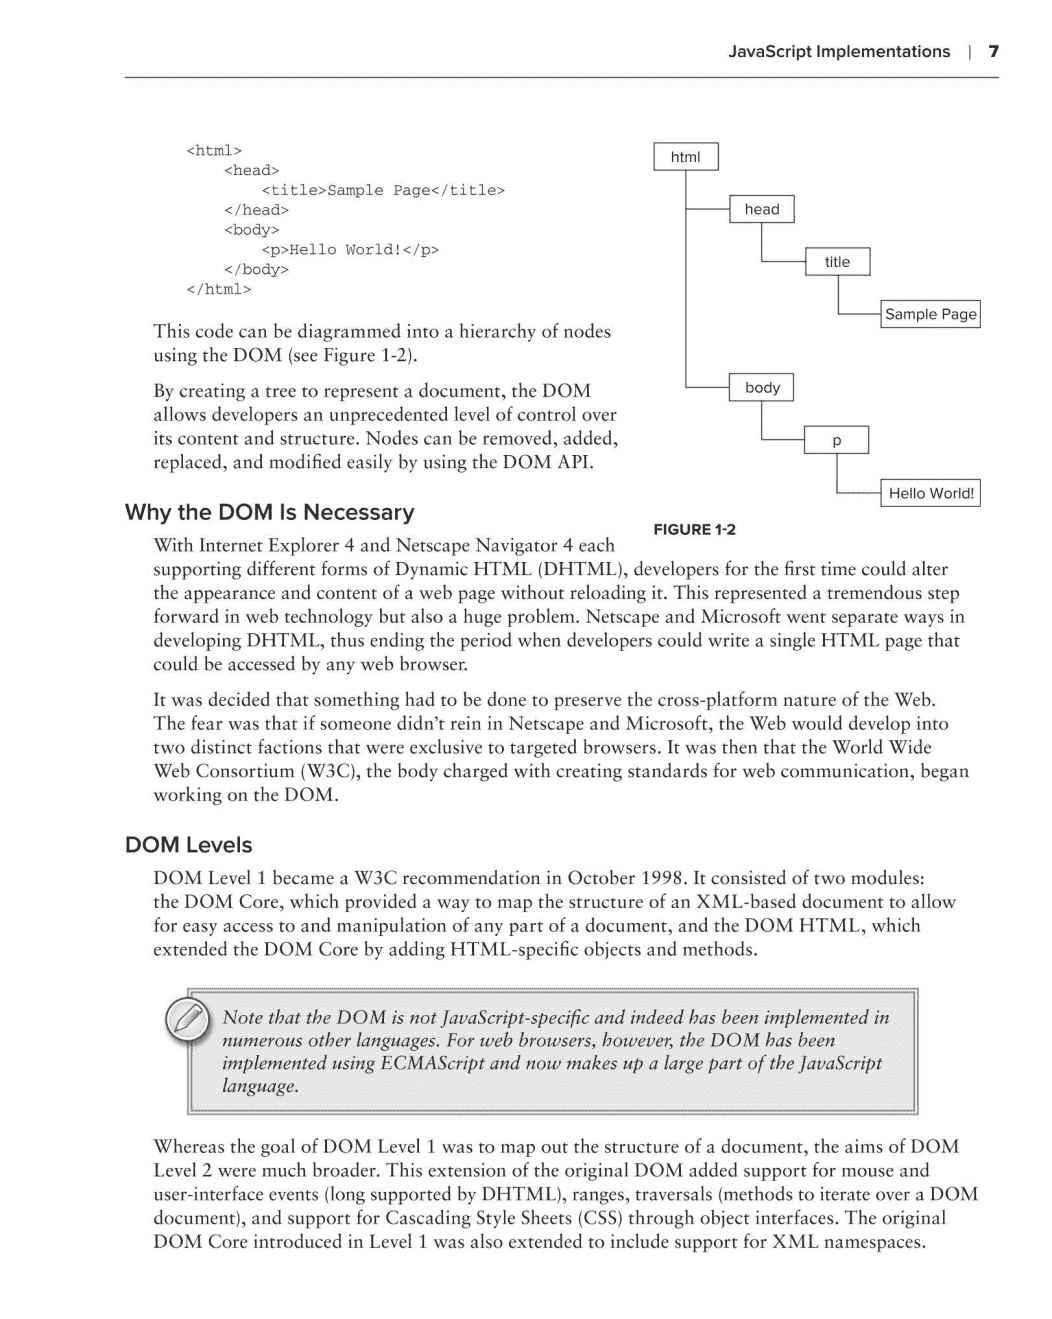 JavaScript Implementations | 7
<html>
<head>
<title>Sample Page</title>
</head>
<body>
<p>Hello World!</p>
</body>
</html>
html
head
title
Sample Page
body
p
Hello World!
FIGURE 1-2
This code can be diagrammed into a hierarchy of nodes
using the DOM (see Figure 1-2).
By creating a tree to represent a document, the DOM
allows developers an unprecedented level of control over
its content and structure. Nodes can be removed, added,
replaced, and modified easily by using the DOM API.
Why the DOM Is Necessary
With Internet Explorer 4 and Netscape Navigator 4 each
supporting different forms of Dynamic HTML (DHTML), developers for the first time could alter
the appearance and content of a web page without reloading it. This represented a tremendous step
forward in web technology but also a huge problem. Netscape and Microsoft went separate ways in
developing DHTML, thus ending the period when developers could write a single HTML page that
could be accessed by any web browser.
It was decided that something had to be done to preserve the cross-platform nature of the Web.
The fear was that if someone didn't rein in Netscape and Microsoft, the Web would develop into
two distinct factions that were exclusive to targeted browsers. It was then that the World Wide
Web Consortium (W3C), the body charged with creating standards for web communication, began
working on the DOM.
DOM Levels
DOM Level 1 became a W3C recommendation in October 1998. It consisted of two modules:
the DOM Core, which provided a way to map the structure of an XML-based document to allow
for easy access to and manipulation of any part of a document, and the DOM HTML, which
extended the DOM Core by adding HTML-specific objects and methods.
Note that the DOM is not JavaScript-specific and indeed has been implemented in
numerous other languages. For web browsers, however, the DOM has been
implemented using ECMAScript and now makes up a large part of the JavaScript
language.
Whereas the goal of DOM Level 1 was to map out the structure of a document, the aims of DOM
Level 2 were much broader. This extension of the original DOM added support for mouse and
user-interface events (long supported by DHTML), ranges, traversals (methods to iterate over a DOM
document), and support for Cascading Style Sheets (CSS) through object interfaces. The original
DOM Core introduced in Level 1 was also extended to include support for XML namespaces.